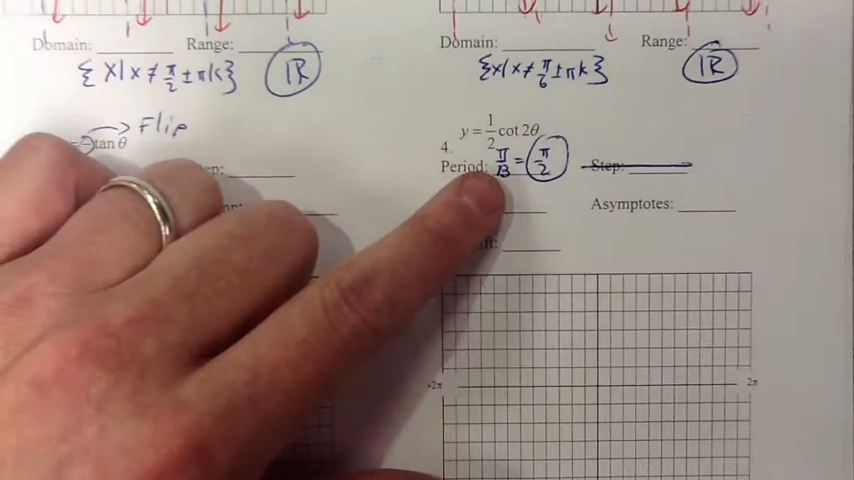 Domain: Range: Domain: Range:
{x|x≠π/2±πk} ℝ {x|x≠π/6±πk} ℝ
Flip
= -tanθ
4. y = 1/2 cot 2θ
Period: π/B = π/2 Step:
Asymptotes:
-2π 2π